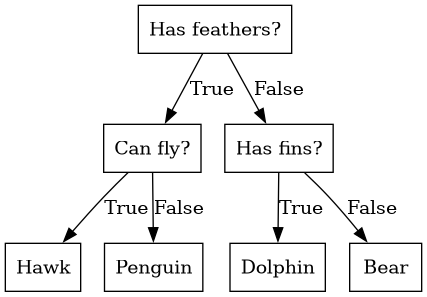 Has feathers?
True
False
Can fly?
Has fins?
True
False
True
False
Hawk
Penguin
Dolphin
Bear